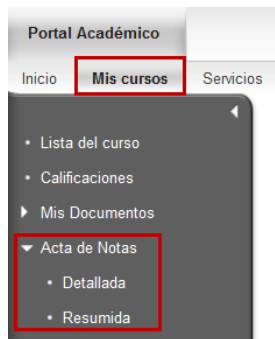 Portal Académico
Inicio Mis cursos Servicios
Lista del curso
Calificaciones
Mis Documentos
Acta de Notas
Detallada
Resumida